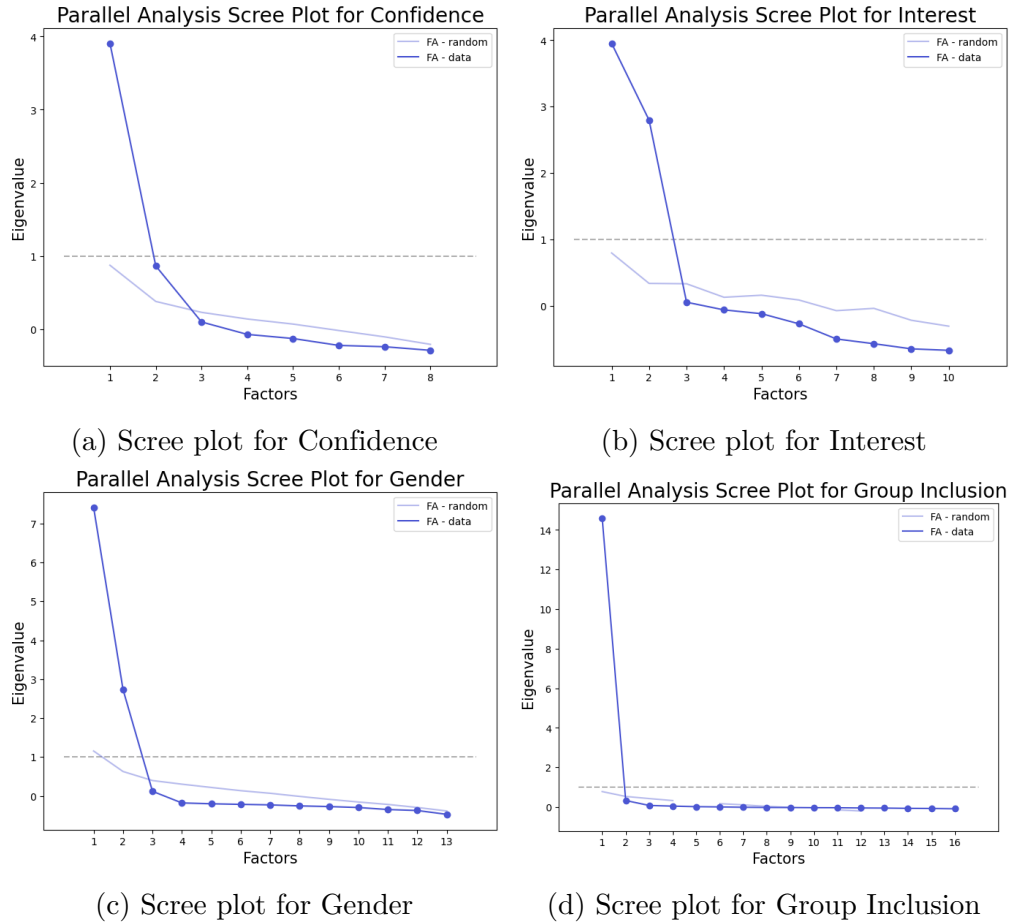 Parallel Analysis Scree Plot for Confidence
FA - random
FA - data
4
3
2
1
0
Eigenvalue
1 2 3 4 5 6 7 8
Factors
(a) Scree plot for Confidence
Parallel Analysis Scree Plot for Interest
FA - random
FA - data
4
3
2
1
0
Eigenvalue
1 2 3 4 5 6 7 8 9 10
Factors
(b) Scree plot for Interest
Parallel Analysis Scree Plot for Gender
FA - random
FA - data
7
6
5
4
3
2
1
0
Eigenvalue
1 2 3 4 5 6 7 8 9 10 11 12 13
Factors
(c) Scree plot for Gender
Parallel Analysis Scree Plot for Group Inclusion
FA - random
FA - data
14
12
10
8
6
4
2
0
Eigenvalue
1 2 3 4 5 6 7 8 9 10 11 12 13 14 15 16
Factors
(d) Scree plot for Group Inclusion